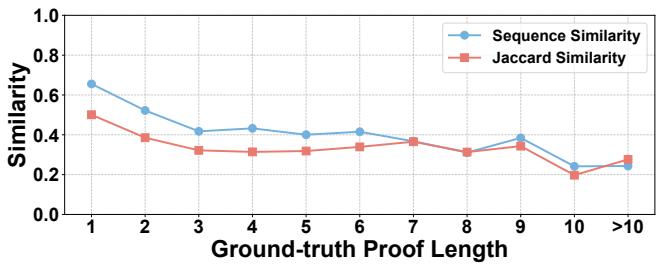 1.0
0.8
0.6
0.4
0.2
0.0
Similarity
Sequence Similarity
Jaccard Similarity
1 2 3 4 5 6 7 8 9 10 >10
Ground-truth Proof Length